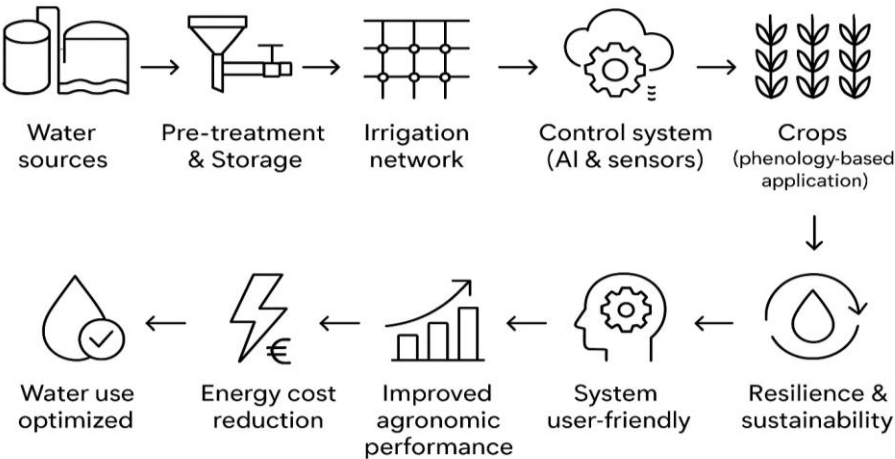 Water
sources
Pre-treatment
& Storage
Irrigation
network
Control system
(AI & sensors)
Crops
(phenology-based
application)
€
Water use
optimized
Energy cost
reduction
Improved
agronomic
performance
System
user-friendly
Resilience &
sustainability